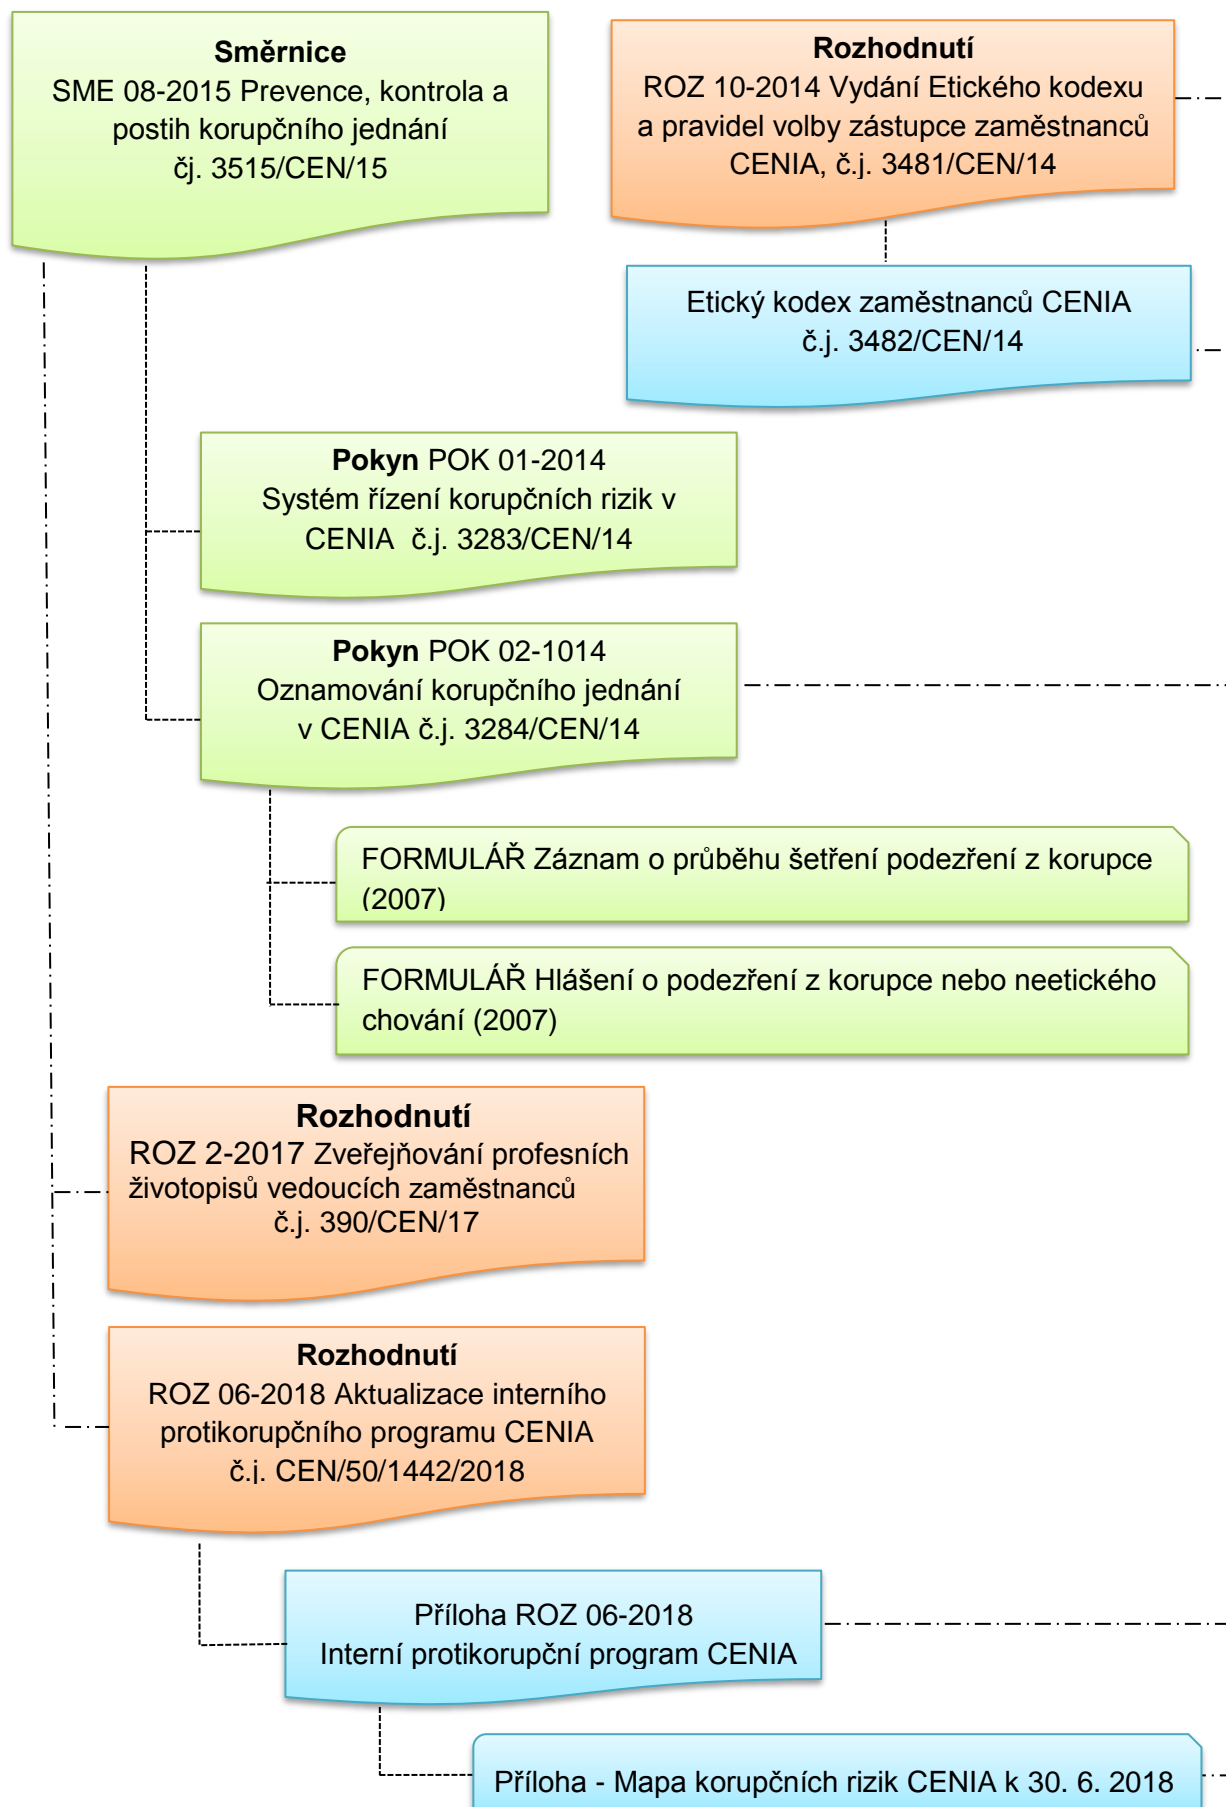 Směrnice
SME 08-2015 Prevence, kontrola a
postih korupčního jednání
čj. 3515/CEN/15
Rozhodnutí
ROZ 10-2014 Vydání Etického kodexu
a pravidel volby zástupce zaměstnanců
CENIA, č.j. 3481/CEN/14
Etický kodex zaměstnanců CENIA
č.j. 3482/CEN/14
Pokyn POK 01-2014
Systém řízení korupčních rizik v
CENIA č.j. 3283/CEN/14
Pokyn POK 02-1014
Oznamování korupčního jednání
v CENIA č.j. 3284/CEN/14
FORMULÁŘ Záznam o průběhu šetření podezření z korupce
(2007)
FORMULÁŘ Hlášení o podezření z korupce nebo neetického
chování (2007)
Rozhodnutí
ROZ 2-2017 Zveřejňování profesních
životopisů vedoucích zaměstnanců
č.j. 390/CEN/17
Rozhodnutí
ROZ 06-2018 Aktualizace interního
protikorupčního programu CENIA
č.j. CEN/50/1442/2018
Příloha ROZ 06-2018
Interní protikorupční program CENIA
Příloha - Mapa korupčních rizik CENIA k 30. 6. 2018